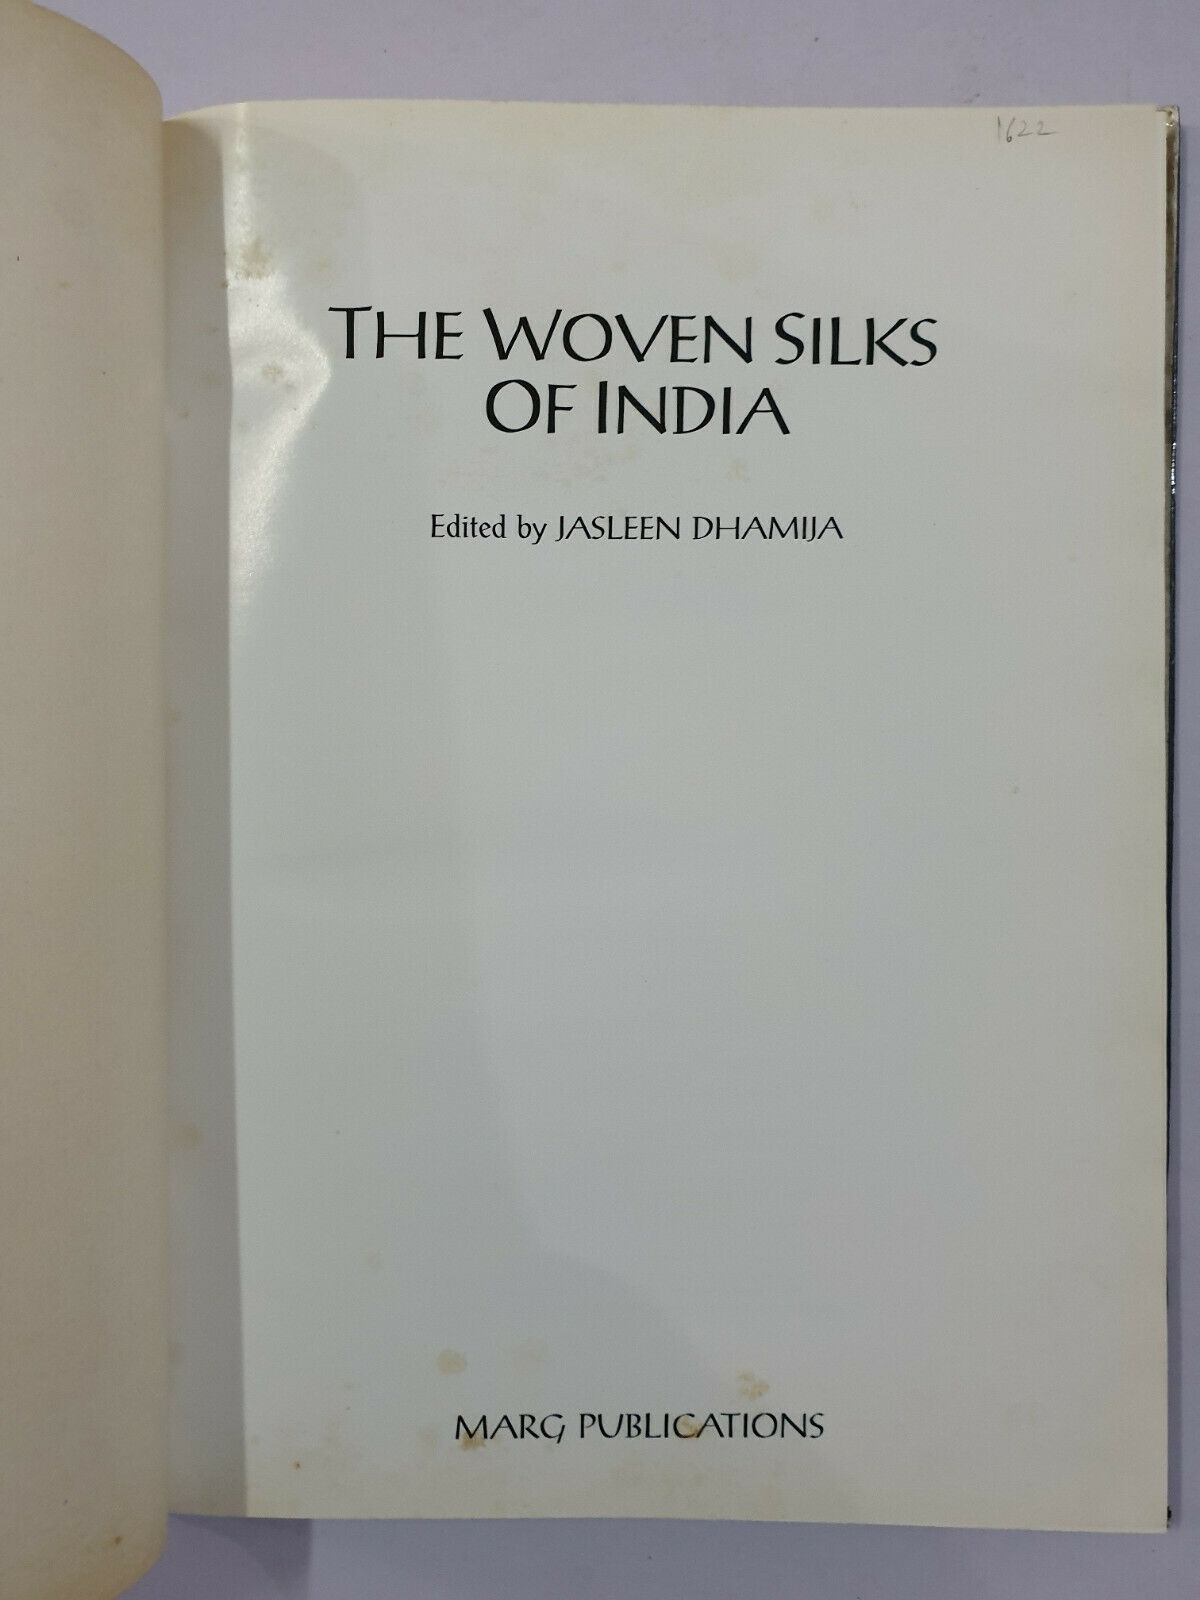 1622
THE WOVEN SILKS
OF INDIA
Edited by JASLEEN DHAMIJA
MARG PUBLICATIONS